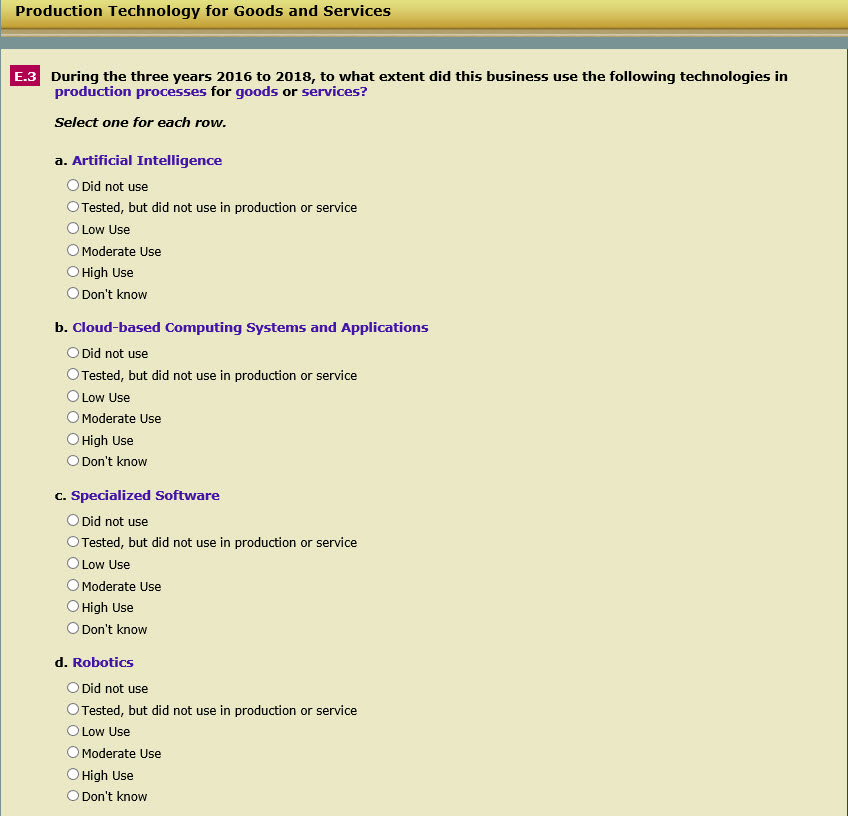 Production Technology for Goods and Services
E.3 During the three years 2016 to 2018, to what extent did this business use the following technologies in
production processes for goods or services?
Select one for each row.
a. Artificial Intelligence
Did not use
Tested, but did not use in production or service
Low Use
Moderate Use
High Use
Don't know
b. Cloud-based Computing Systems and Applications
Did not use
Tested, but did not use in production or service
Low Use
Moderate Use
High Use
Don't know
c. Specialized Software
Did not use
Tested, but did not use in production or service
Low Use
Moderate Use
High Use
Don't know
d. Robotics
Did not use
Tested, but did not use in production or service
Low Use
Moderate Use
High Use
Don't know